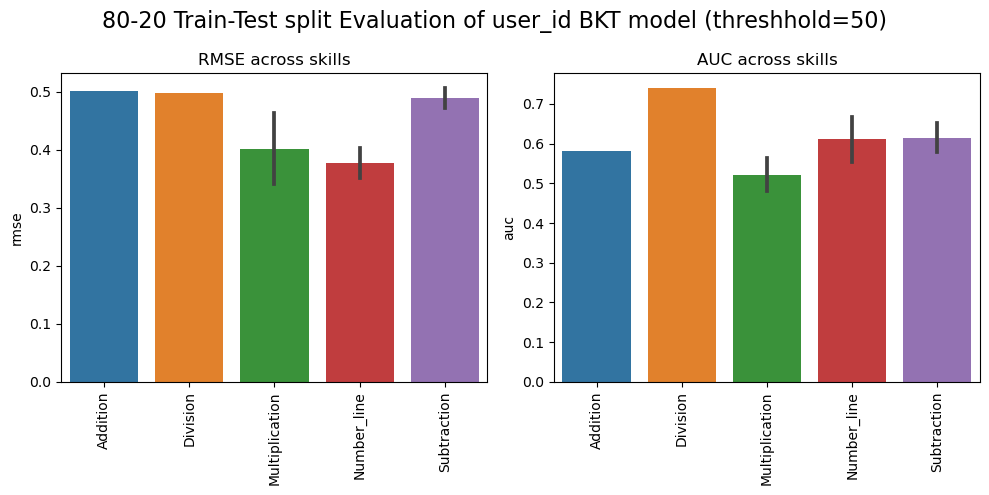 80-20 Train-Test split Evaluation of user_id BKT model (threshhold=50)
RMSE across skills
rmse
0.5
0.4
0.3
0.2
0.1
0.0
Addition
Division
Multiplication
Number_line
Subtraction
AUC across skills
auc
0.7
0.6
0.5
0.4
0.3
0.2
0.1
0.0
Addition
Division
Multiplication
Number_line
Subtraction